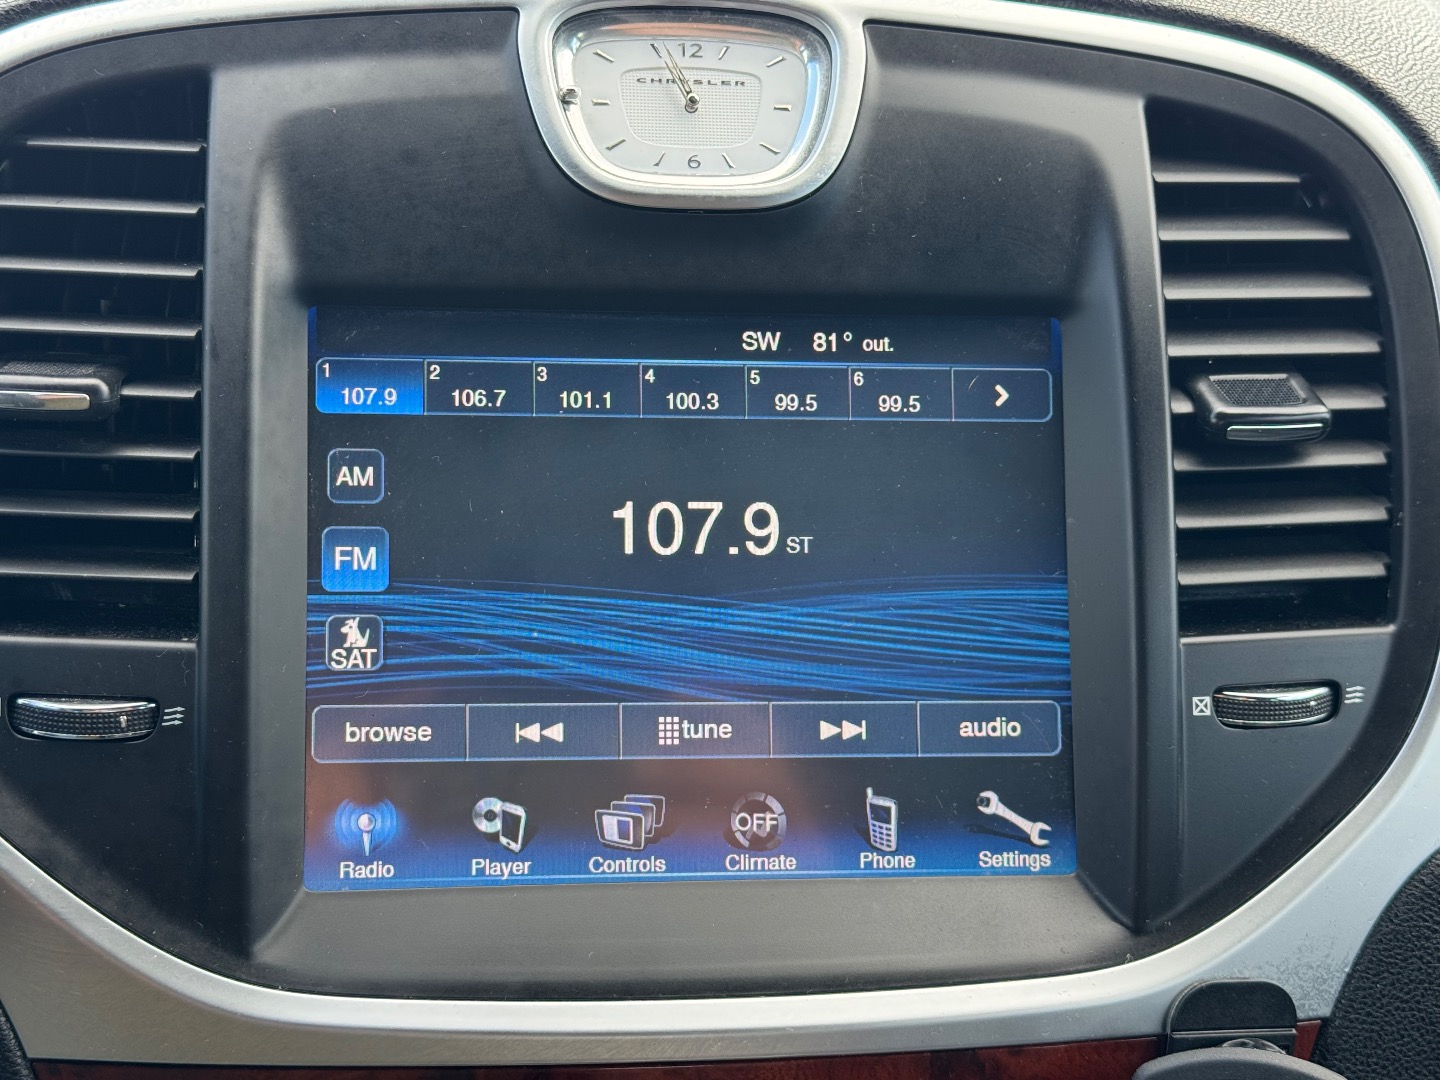 12
CHRYSLER
6
SW 81° out.
1 2 3 4 5 6
107.9 106.7 101.1 100.3 99.5 99.5 >
AM
107.9 ST
FM
SAT
browse tune audio
OFF
Radio Player Controls Climate Phone Settings